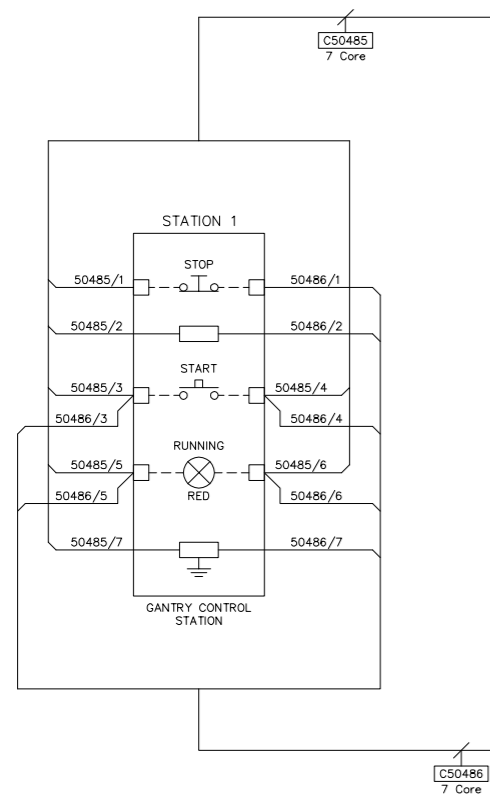 C50485
7 Core
STATION 1
STOP
50485/1
50486/1
50485/2
50486/2
START
50485/3
50485/4
50486/3
50486/4
RUNNING
50485/5
50485/6
50486/5
RED
50486/6
50485/7
50486/7
GANTRY CONTROL
STATION
C50486
7 Core